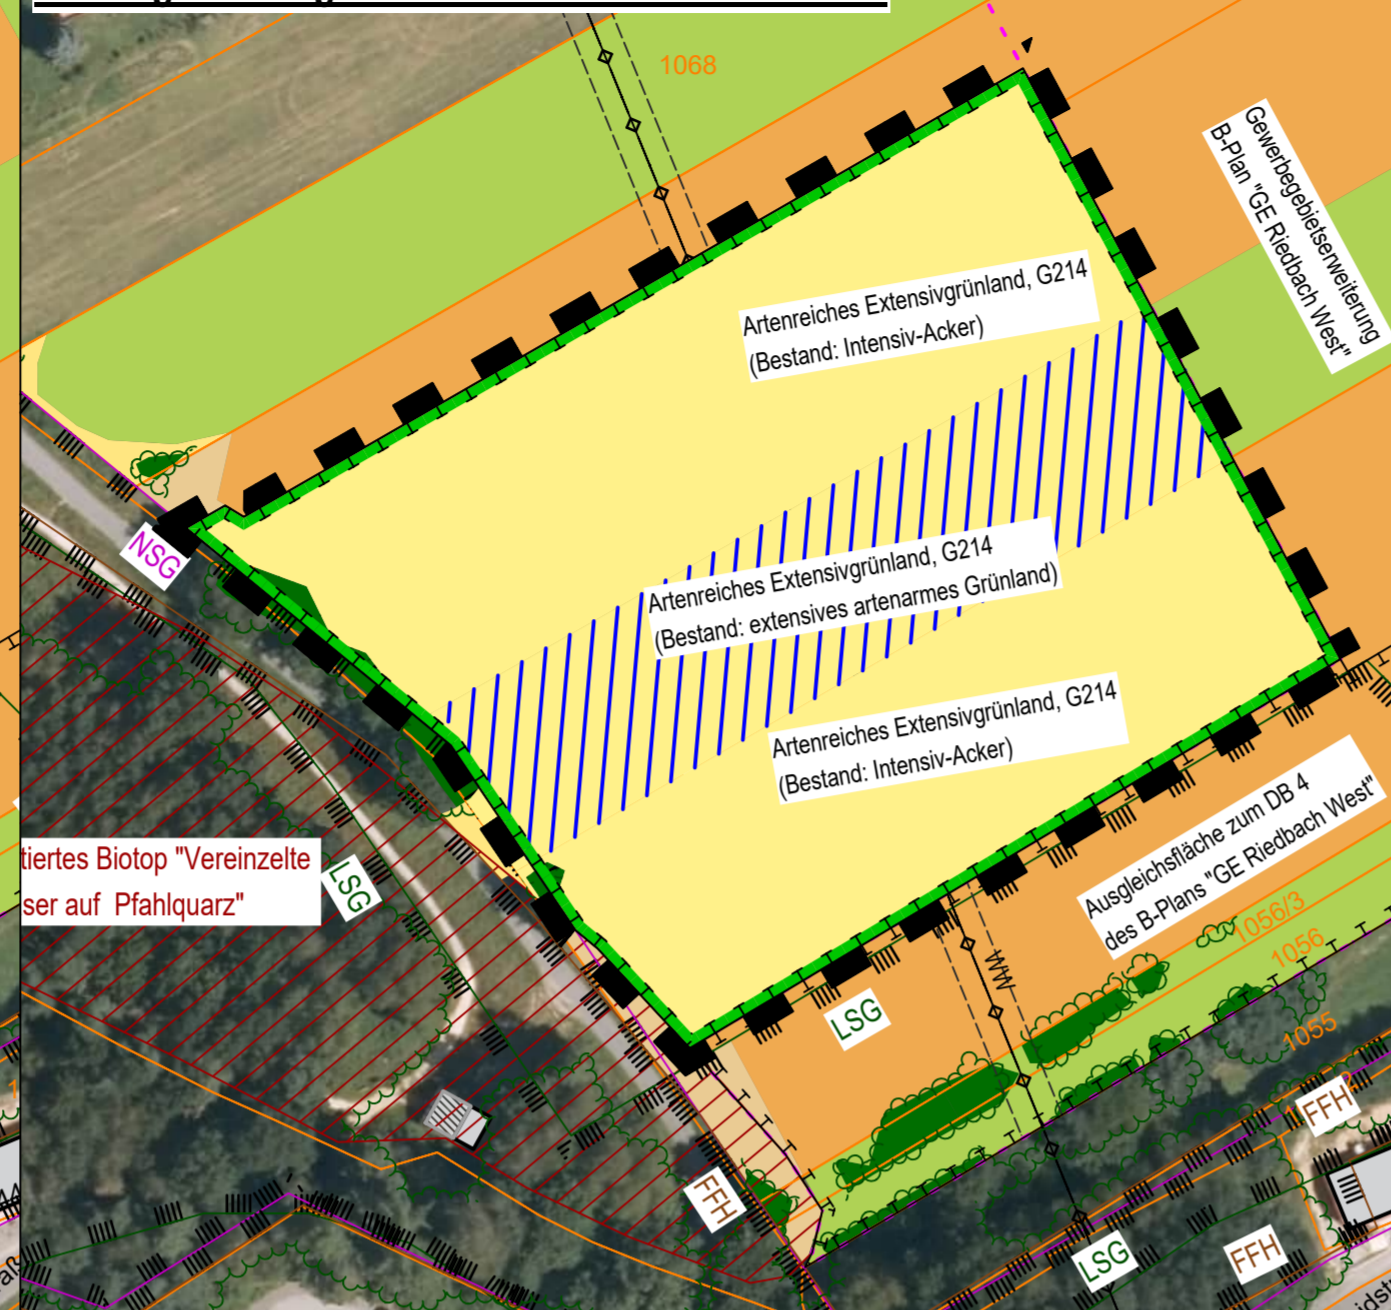 1068
Gewerbegebietserweiterung
B-Plan "GE Riedbach West"
Artenreiches Extensivgrünland, G214
(Bestand: Intensiv-Acker)
NSG
Artenreiches Extensivgrünland, G214
(Bestand: extensives artenarmes Grünland)
Artenreiches Extensivgrünland, G214
(Bestand: Intensiv-Acker)
tiertes Biotop "Vereinzelte
ser auf Pfahlquarz"
LSG
Ausgleichsfläche zum DB 4
des B-Plans "GE Riedbach West"
1056/3
1056
LSG
1055
FFH
FFH
LSG
FFH